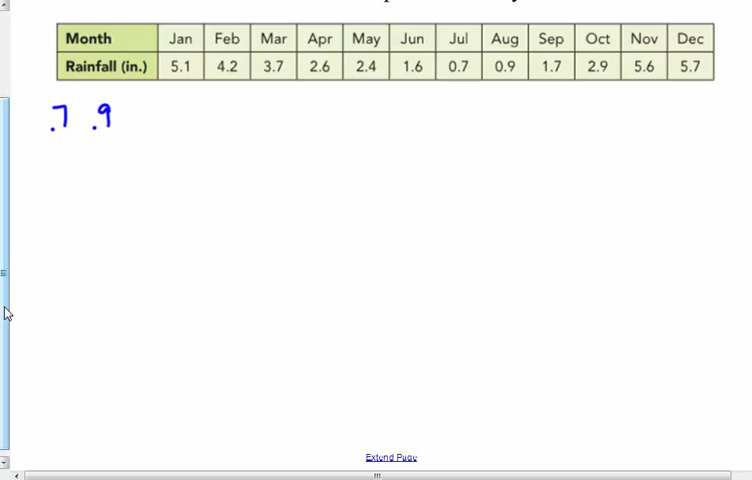 Month Jan Feb Mar Apr May Jun Jul Aug Sep Oct Nov Dec
Rainfall (in.) 5.1 4.2 3.7 2.6 2.4 1.6 0.7 0.9 1.7 2.9 5.6 5.7
.7 .9
Extend Page